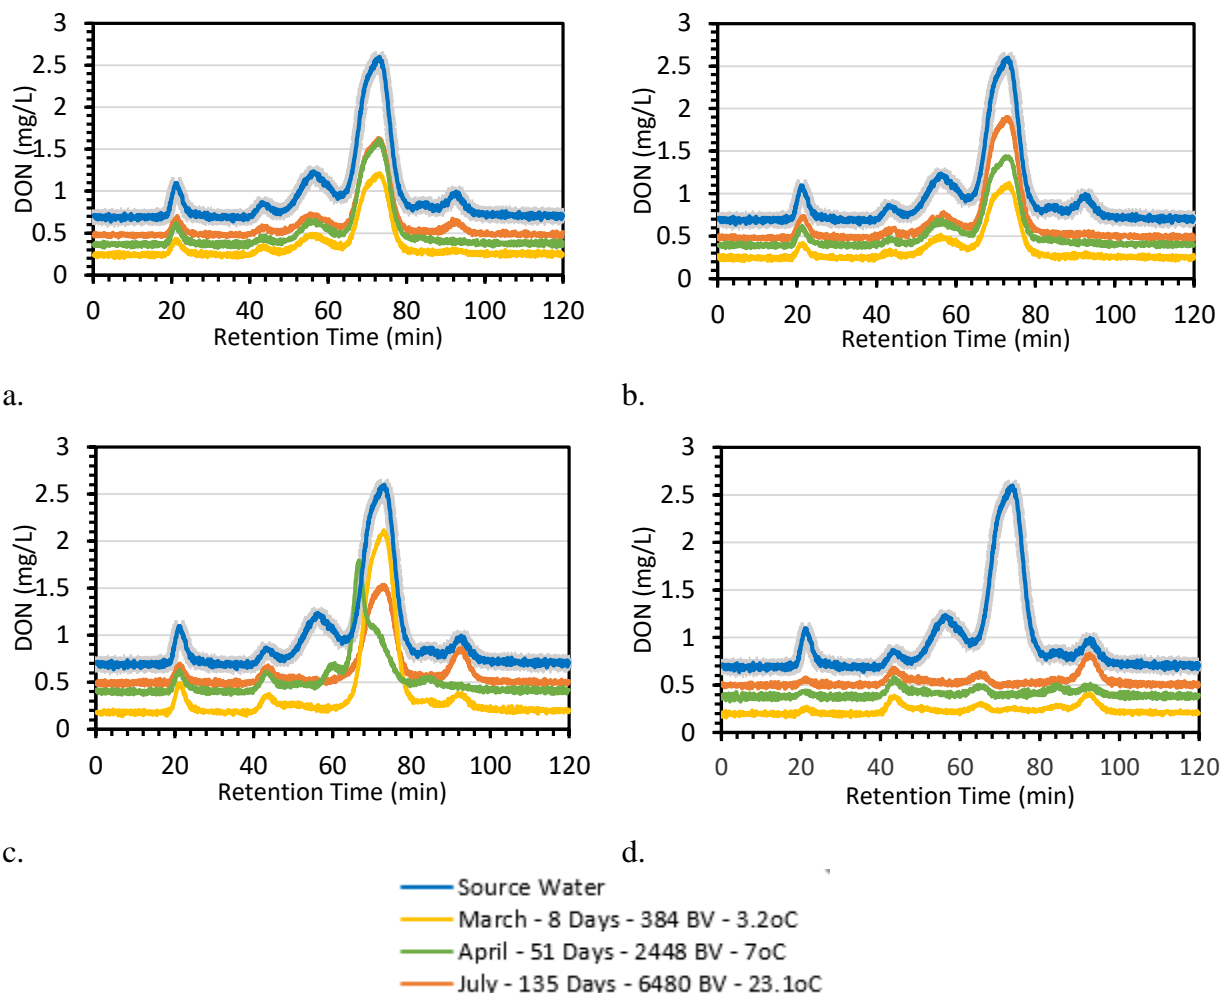 3
2.5
2
1.5
1
0.5
0
DON (mg/L)
0 20 40 60 80 100 120
Retention Time (min)
3
2.5
2
1.5
1
0.5
0
DON (mg/L)
0 20 40 60 80 100 120
Retention Time (min)
a.
b.
3
2.5
2
1.5
1
0.5
0
DON (mg/L)
0 20 40 60 80 100 120
Retention Time (min)
3
2.5
2
1.5
1
0.5
0
DON (mg/L)
0 20 40 60 80 100 120
Retention Time (min)
c.
d.
Source Water
March - 8 Days - 384 BV - 3.2oC
April - 51 Days - 2448 BV - 7oC
July - 135 Days - 6480 BV - 23.1oC